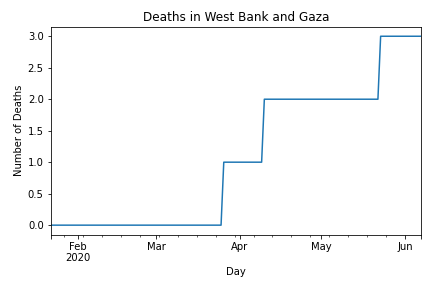 Deaths in West Bank and Gaza
3.0
2.5
2.0
1.5
1.0
0.5
0.0
Number of Deaths
Feb
2020
Mar
Apr
May
Jun
Day